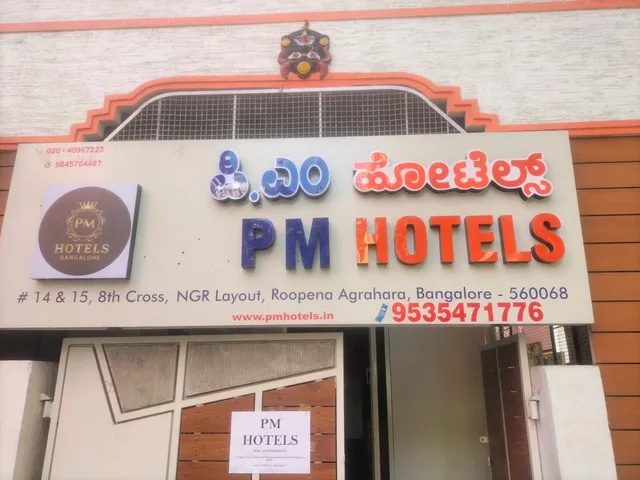 080 - 40967223
9845764487
ಪಿ.ಎಂ ಹೋಟೆಲ್ಸ್
PM HOTELS
PM
HOTELS
BANGALORE
# 14 & 15, 8th Cross, NGR Layout, Roopena Agrahara, Bangalore - 560068
www.pmhotels.in
9535471776
PM
HOTELS